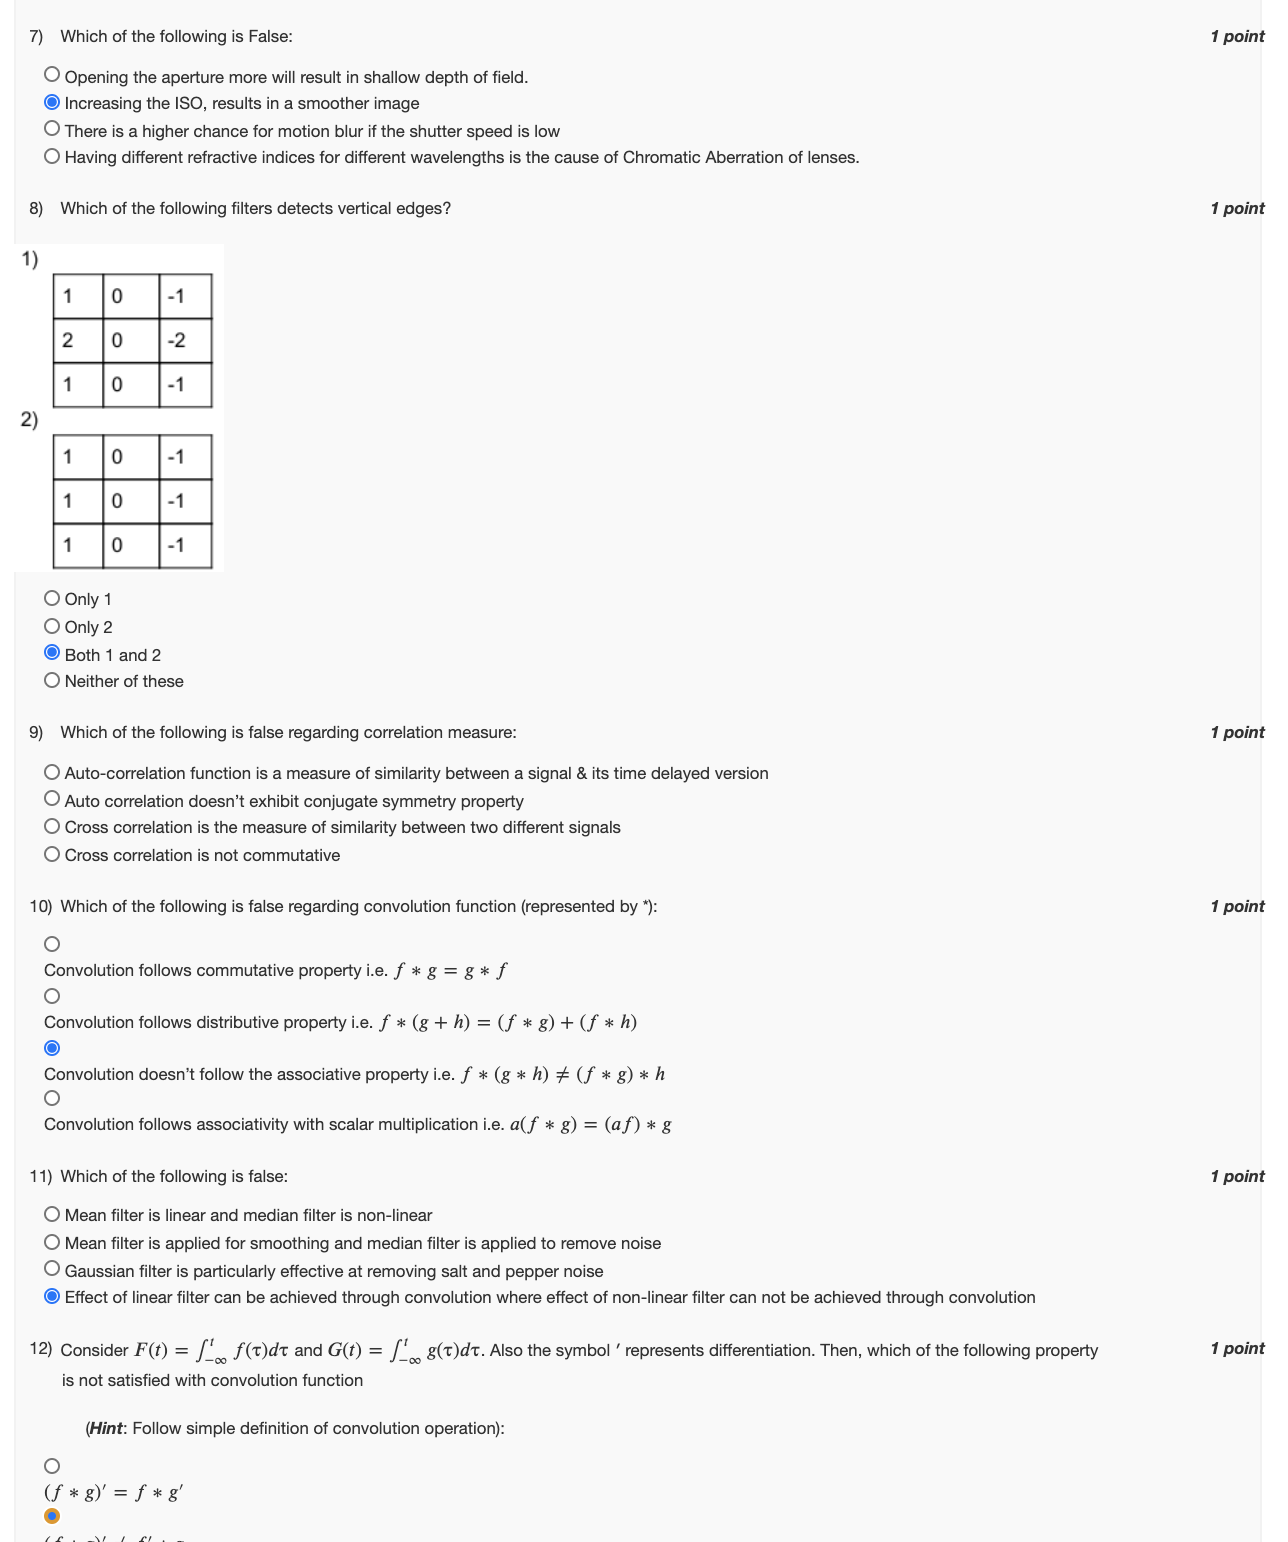 7) Which of the following is False: 1 point
Opening the aperture more will result in shallow depth of field.
Increasing the ISO, results in a smoother image
There is a higher chance for motion blur if the shutter speed is low
Having different refractive indices for different wavelengths is the cause of Chromatic Aberration of lenses.
8) Which of the following filters detects vertical edges? 1 point
1)
1 0 -1
2 0 -2
1 0 -1
2)
1 0 -1
1 0 -1
1 0 -1
Only 1
Only 2
Both 1 and 2
Neither of these
9) Which of the following is false regarding correlation measure: 1 point
Auto-correlation function is a measure of similarity between a signal & its time delayed version
Auto correlation doesn't exhibit conjugate symmetry property
Cross correlation is the measure of similarity between two different signals
Cross correlation is not commutative
10) Which of the following is false regarding convolution function (represented by *): 1 point
Convolution follows commutative property i.e. f * g = g * f
Convolution follows distributive property i.e. f * (g + h) = (f * g) + (f * h)
Convolution doesn't follow the associative property i.e. f * (g * h) ≠ (f * g) * h
Convolution follows associativity with scalar multiplication i.e. a(f * g) = (af) * g
11) Which of the following is false: 1 point
Mean filter is linear and median filter is non-linear
Mean filter is applied for smoothing and median filter is applied to remove noise
Gaussian filter is particularly effective at removing salt and pepper noise
Effect of linear filter can be achieved through convolution where effect of non-linear filter can not be achieved through convolution
12) Consider F(t) = ∫_{-∞}^{t} f(τ)dτ and G(t) = ∫_{-∞}^{t} g(τ)dτ. Also the symbol ′ represents differentiation. Then, which of the following property 1 point
is not satisfied with convolution function
(Hint: Follow simple definition of convolution operation):
(f * g)′ = f * g′